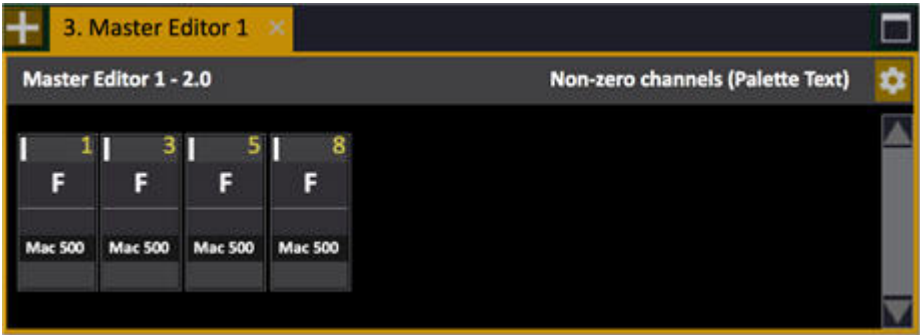 3. Master Editor 1
Master Editor 1 - 2.0 Non-zero channels (Palette Text)
1 3 5 8
F F F F
Mac 500 Mac 500 Mac 500 Mac 500